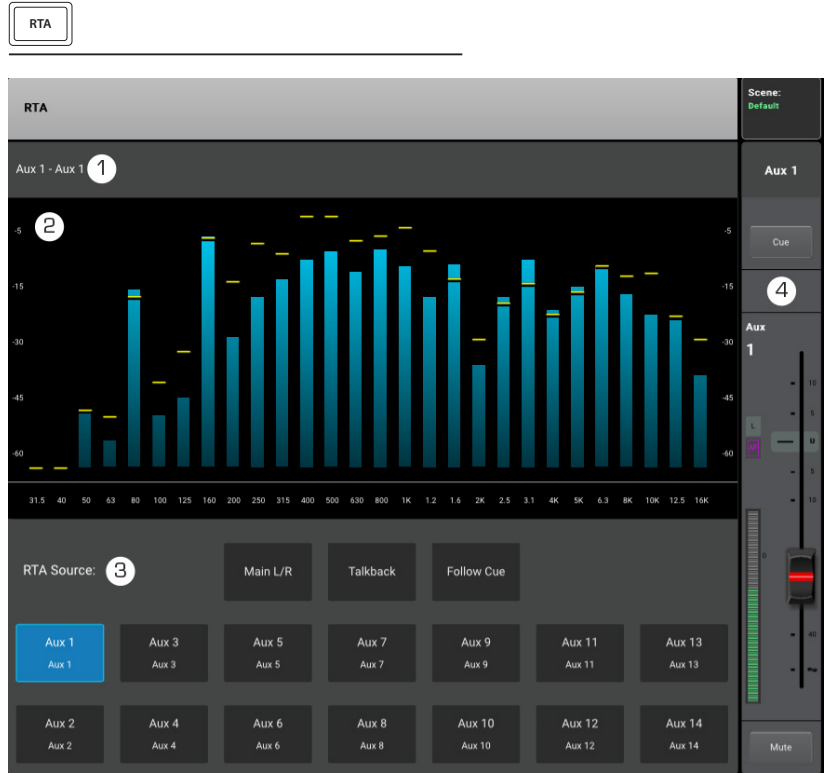 RTA
RTA
Scene:
Default
Aux 1 - Aux 1 1
Aux 1
2
-5 -5
Cue
-15 -15
4
Aux
1
-30 -30
10
-45 -45
5
L
M
U
-60 -60
5
31.5 40 50 63 80 100 125 160 200 250 315 400 500 630 800 1K 1.2 1.6 2K 2.5 3.1 4K 5K 6.3 8K 10K 12.5 16K
10
0
RTA Source: 3 Main L/R Talkback Follow Cue
Aux 1 Aux 3 Aux 5 Aux 7 Aux 9 Aux 11 Aux 13
Aux 1 Aux 3 Aux 5 Aux 7 Aux 9 Aux 11 Aux 13
40
∞
Aux 2 Aux 4 Aux 6 Aux 8 Aux 10 Aux 12 Aux 14
Aux 2 Aux 4 Aux 6 Aux 8 Aux 10 Aux 12 Aux 14
Mute